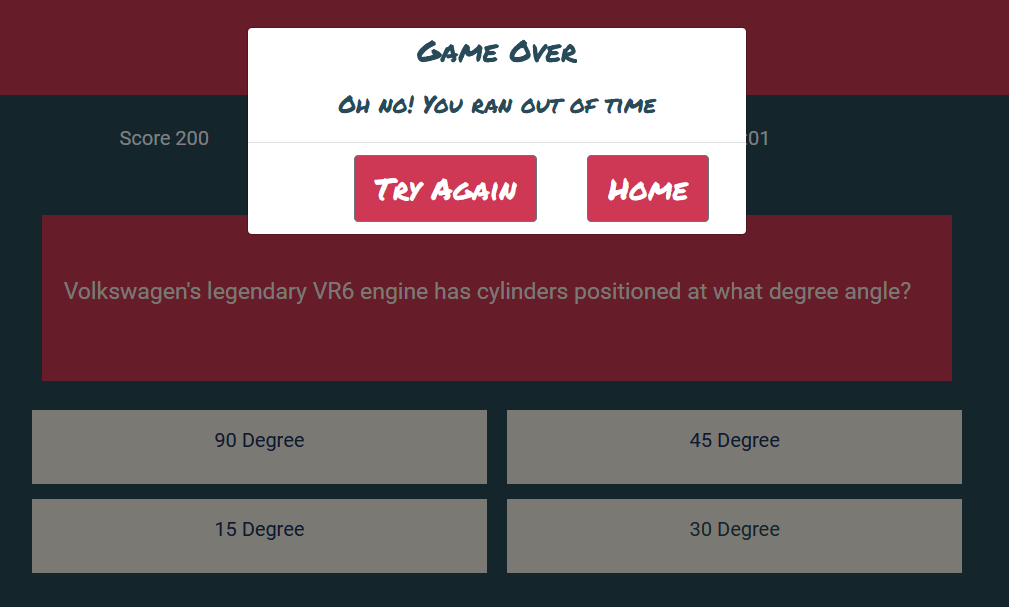 Game Over
Oh no! You ran out of time
Score 200
:01
Try Again
Home
Volkswagen's legendary VR6 engine has cylinders positioned at what degree angle?
90 Degree
45 Degree
15 Degree
30 Degree